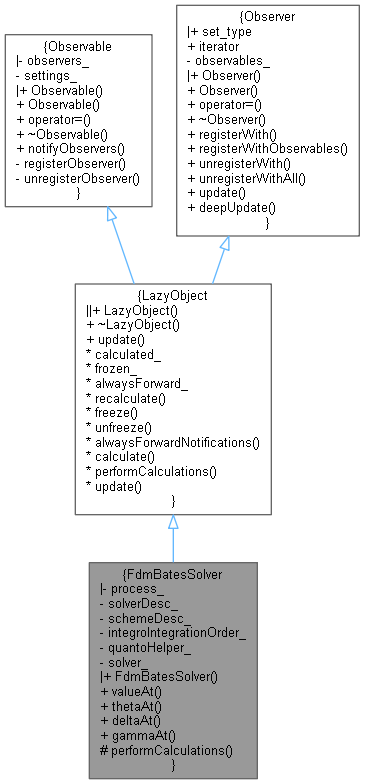 {Observable
|- observers_
- settings_
|+ Observable()
+ Observable()
+ operator=()
+ ~Observable()
+ notifyObservers()
- registerObserver()
- unregisterObserver()
}
{Observer
|+ set_type
+ iterator
- observables_
|+ Observer()
+ Observer()
+ operator=()
+ ~Observer()
+ registerWith()
+ registerWithObservables()
+ unregisterWith()
+ unregisterWithAll()
+ update()
+ deepUpdate()
}
{LazyObject
||+ LazyObject()
+ ~LazyObject()
+ update()
* calculated_
* frozen_
* alwaysForward_
* recalculate()
* freeze()
* unfreeze()
* alwaysForwardNotifications()
* calculate()
* performCalculations()
* update()
}
{FdmBatesSolver
|- process_
- solverDesc_
- schemeDesc_
- integroIntegrationOrder_
- quantoHelper_
- solver_
|+ FdmBatesSolver()
+ valueAt()
+ thetaAt()
+ deltaAt()
+ gammaAt()
# performCalculations()
}